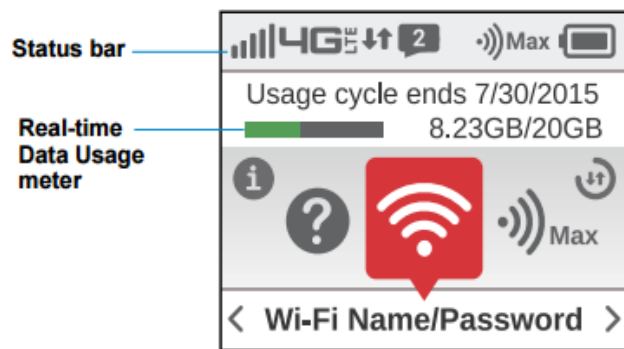 Status bar
4G LTE 2 Max
Usage cycle ends 7/30/2015
Real-time
Data Usage
meter
8.23GB/20GB
i
?
Max
< Wi-Fi Name/Password >